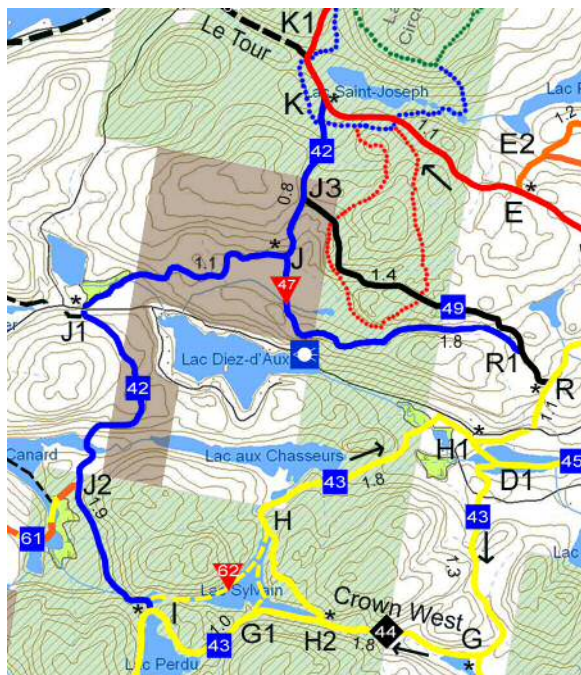 K1
La
Circu
Le Tour
Lac Saint-Joseph
Lac F
K
1.1
1.2
E2
42
0.8
J3
E
J
1.1
47
1.4
49
J1
1.8
R1
Lac Diez-d'Aux
R
42
1.1
H1
Canard
Lac aux Chasseurs
43
1.8
D1
45
J2
1.9
H
43
61
1.3
62
Lac Sylvain
I
1.0
G1
Crown West
43
H2
44
1.8
G
Lac Perdu